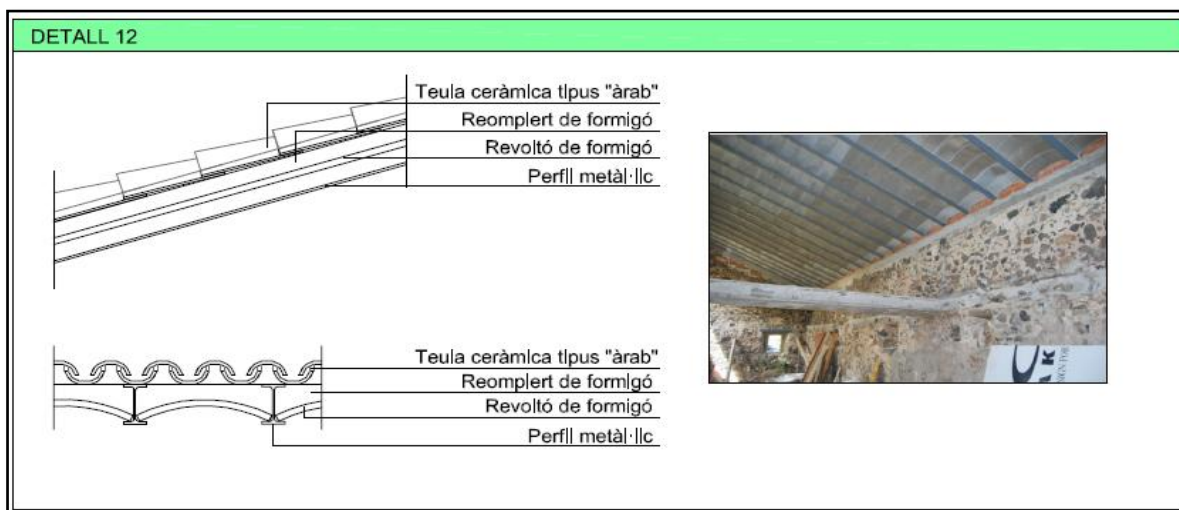 DETALL 12
Teula ceràmica tipus "àrab"
Reomplert de formigó
Revoltó de formigó
Perfil metàl·lic
Teula ceràmica tipus "àrab"
Reomplert de formigó
Revoltó de formigó
Perfil metàl·lic